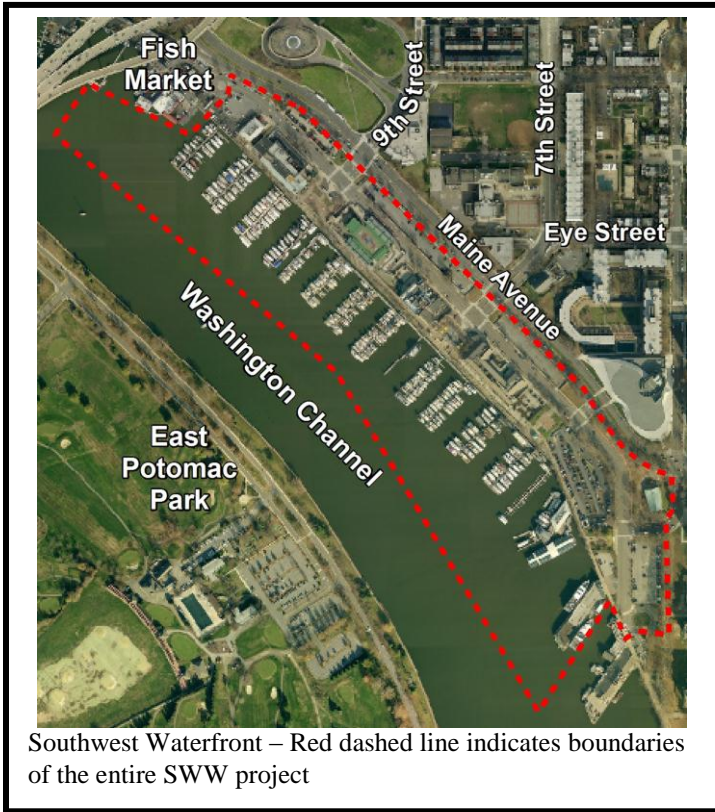 Fish
Market
9th Street
7th Street
Eye Street
Maine Avenue
Washington Channel
East
Potomac
Park
Southwest Waterfront – Red dashed line indicates boundaries
of the entire SWW project